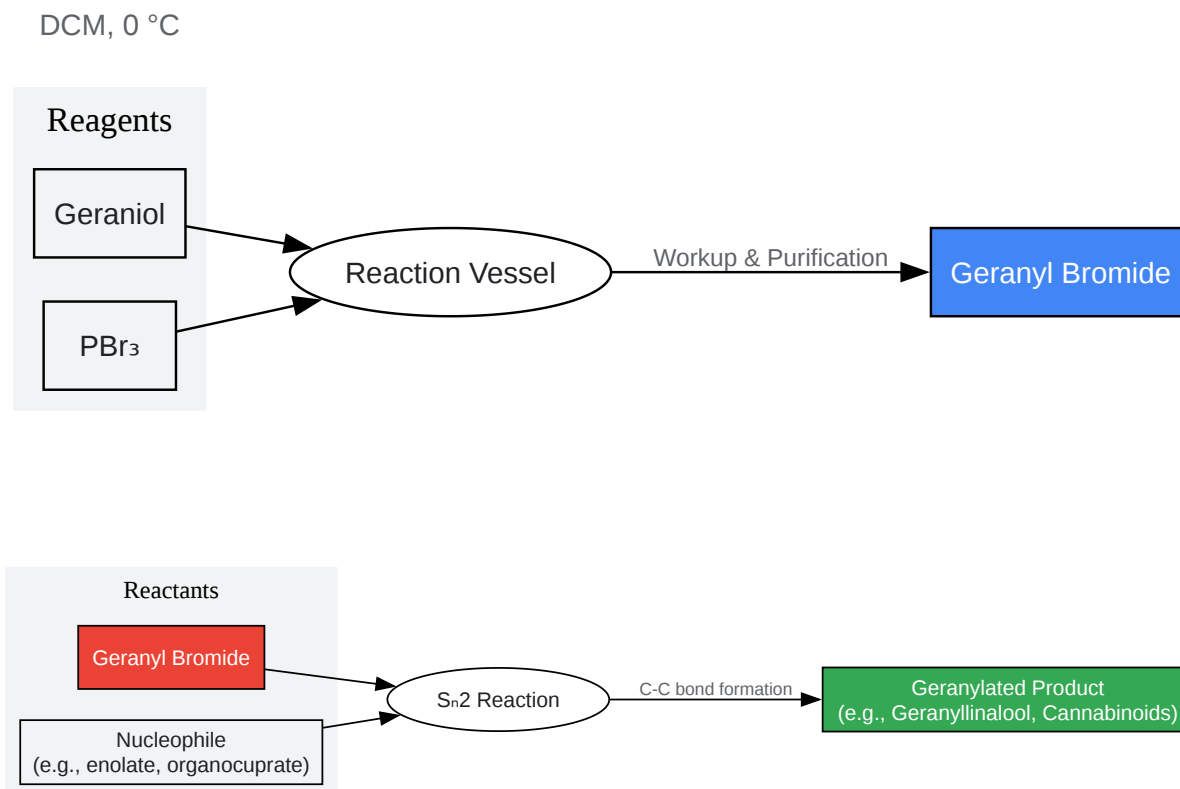 DCM, 0 °C
Reagents
Geraniol
PBr₃
Reaction Vessel
Workup & Purification
Geranyl Bromide
Reactants
Geranyl Bromide
Nucleophile
(e.g., enolate, organocuprate)
Sₙ2 Reaction
C-C bond formation
Geranylated Product
(e.g., Geranyllinalool, Cannabinoids)